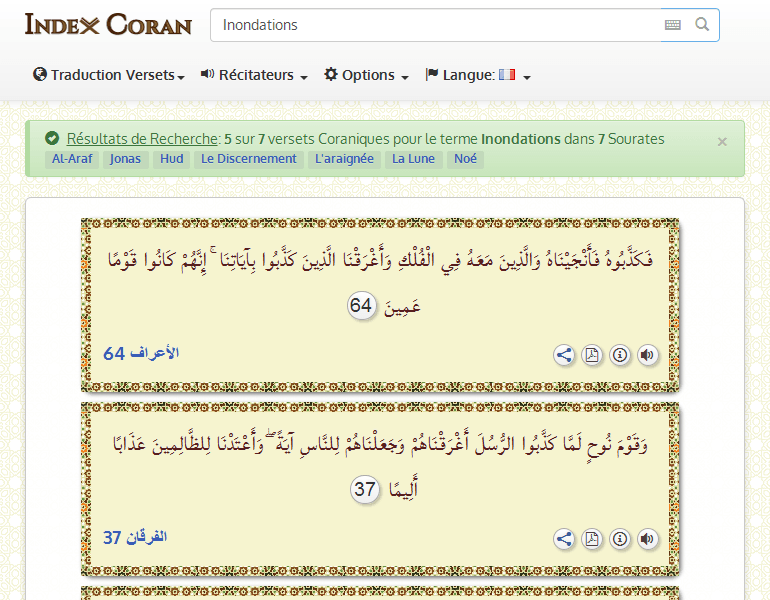 Index Coran
Inondations
Traduction Versets Récitateurs Options Langue:
Résultats de Recherche: 5 sur 7 versets Coraniques pour le terme Inondations dans 7 Sourates ×
Al-Araf Jonas Hud Le Discernement L'araignée La Lune Noé
فَكَذَّبُوهُ فَأَنْجَيْنَاهُ وَالَّذِينَ مَعَهُ فِي الْفُلْكِ وَأَغْرَقْنَا الَّذِينَ كَذَّبُوا بِآيَاتِنَا ۚ إِنَّهُمْ كَانُوا قَوْمًا
عَمِينَ 64
الأعراف 64
وَقَوْمَ نُوحٍ لَمَّا كَذَّبُوا الرُّسُلَ أَغْرَقْنَاهُمْ وَجَعَلْنَاهُمْ لِلنَّاسِ آيَةً ۖ وَأَعْتَدْنَا لِلظَّالِمِينَ عَذَابًا
أَلِيمًا 37
الفرقان 37